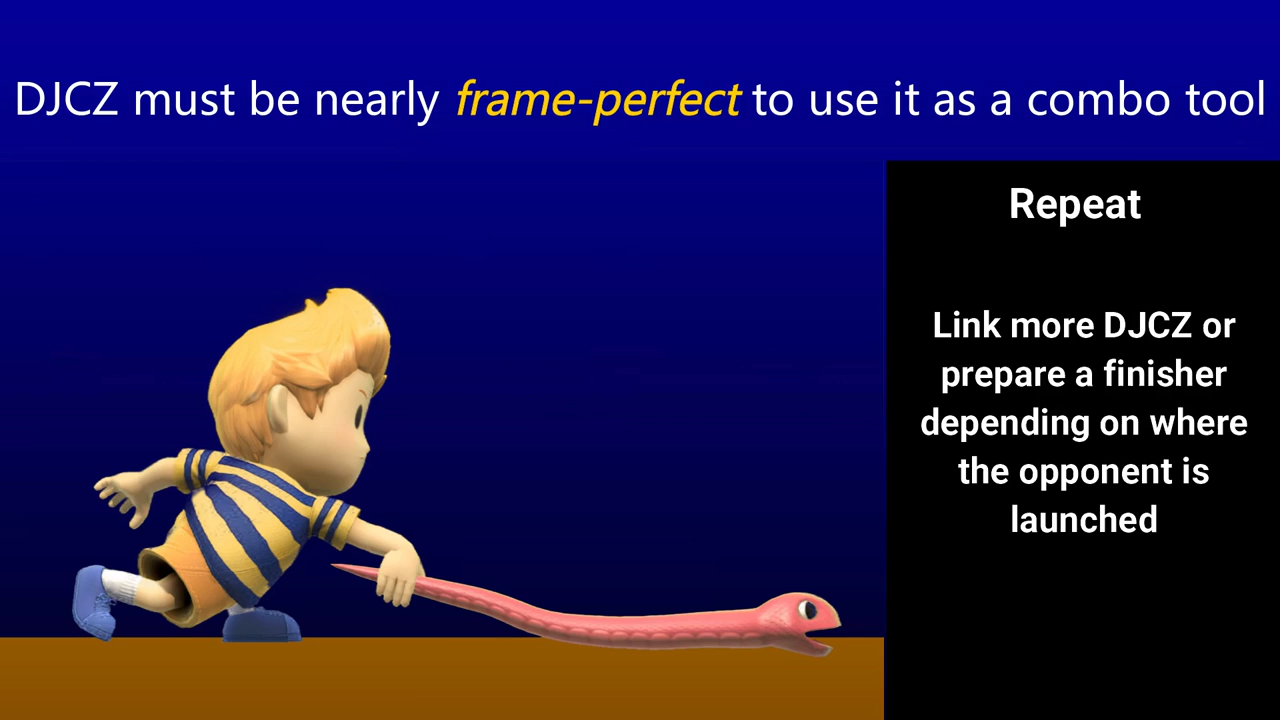 DJCZ must be nearly frame-perfect to use it as a combo tool
Repeat
Link more DJCZ or
prepare a finisher
depending on where
the opponent is
launched